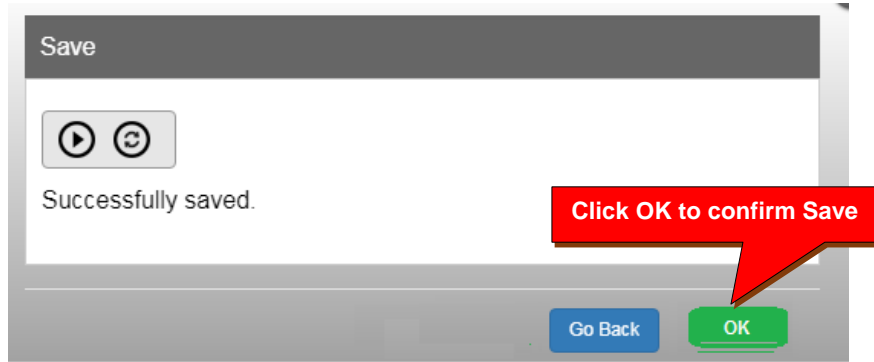 Save
Successfully saved.
Click OK to confirm Save
Go Back
OK